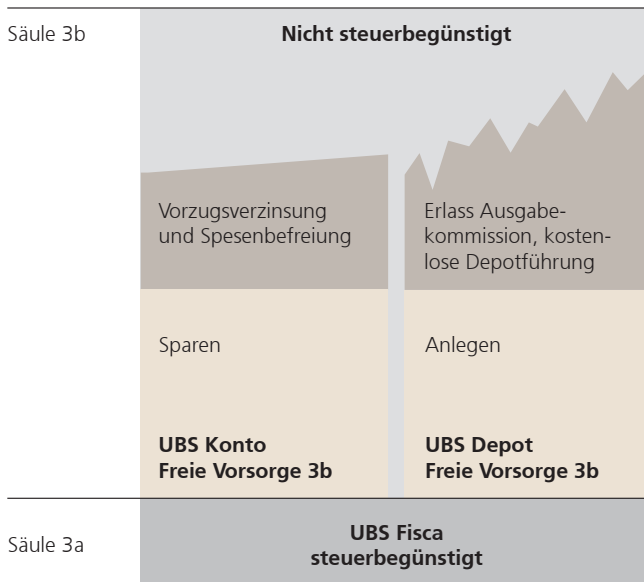 Säule 3b
Nicht steuerbegünstigt
Vorzugsverzinsung
und Spesenbefreiung
Erlass Ausgabe-
kommission, kosten-
lose Depotführung
Sparen
Anlegen
UBS Konto
Freie Vorsorge 3b
UBS Depot
Freie Vorsorge 3b
Säule 3a
UBS Fisca
steuerbegünstigt